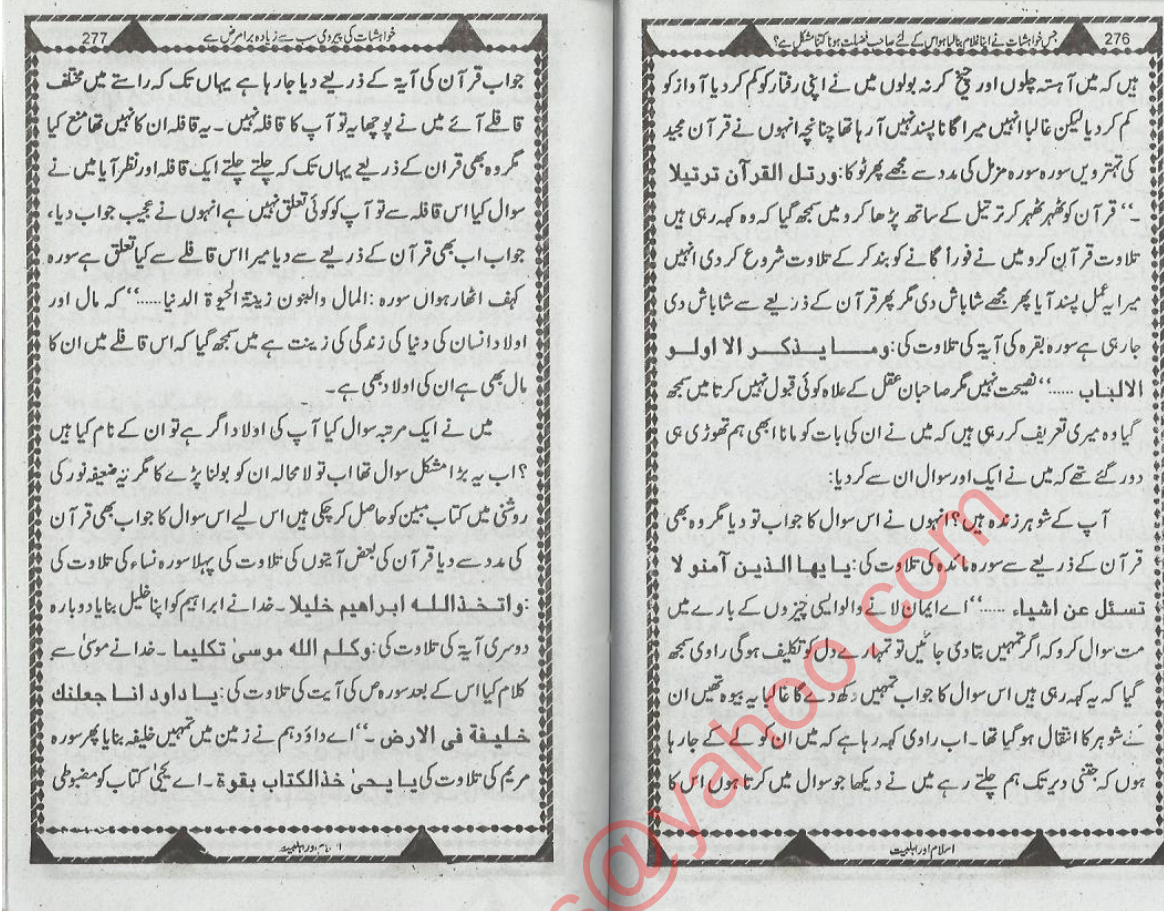 276
جس خواہشات نے اپنا غلام بنالیا ہو اس کے لئے صاحب فضیلت ہونا کتنا مشکل ہے؟
ہیں کہ میں آہستہ چلوں اور چیخ کر نہ بولوں میں نے اپنی رفتار کو کم کر دیا آواز کو
کم کر دیا لیکن غالبا انہیں میرا گانا پسند نہیں آ رہا تھا چنانچہ انہوں نے قرآن مجید
کی تہترویں سورہ سورہ مزمل کی مدد سے مجھے پھر ٹوکا: ورتل القرآن ترتیلا
۔‘‘ قرآن کو ٹھہر ٹھہر کر ترتیل کے ساتھ پڑھا کرو میں سمجھ گیا کہ وہ کہہ رہی ہیں
تلاوت قرآن کرو میں نے فوراً گانے کو بند کر کے تلاوت شروع کر دی انہیں
میرا یہ عمل پسند آیا پھر مجھے شاباش دی مگر پھر قرآن کے ذریعے سے شاباش دی
جارہی ہے سورہ بقرہ کی آیۃ کی تلاوت کی: ومایذکر الا اولو
الالباب .....‘‘ نصیحت نہیں مگر صاحبان عقل کے علاہ کوئی قبول نہیں کرتا میں سمجھ
گیا وہ میری تعریف کر رہی ہیں کہ میں نے ان کی بات کو مانا ابھی ہم تھوڑی ہی
دور گئے تھے کہ میں نے ایک اور سوال ان سے کر دیا:
آپ کے شوہر زندہ ہیں؟ انہوں نے اس سوال کا جواب تو دیا مگر وہ بھی
قرآن کے ذریعے سے سورہ مائدہ کی تلاوت کی: یا یہا الذین آمنو لا
تسئل عن اشیاء .....‘‘ اے ایمان لانے والو ایسی چیزوں کے بارے میں
مت سوال کرو کہ اگر تمہیں بتادی جائیں تو تمہارے دل کو تکلیف ہوگی راوی سمجھ
گیا کہ یہ کہہ رہی ہیں اس سوال کا جواب تمہیں دکھ دے گا غالبا یہ بیوہ تھیں ان
کے شوہر کا انتقال ہو گیا تھا۔ اب راوی کہہ رہا ہے کہ میں ان کو لے کے جارہا
ہوں کہ جتنی دیر تک ہم چلتے رہے میں نے دیکھا جو سوال میں کرتا ہوں اس کا
اسلام اور اہلبیت
خواہشات کی پیروی سب سے زیادہ برا مرض ہے
277
جواب قرآن کی آیۃ کے ذریعے دیا جارہا ہے یہاں تک کہ راستے میں مختلف
قافلے آئے میں نے پوچھا یہ تو آپ کا قافلہ نہیں۔ یہ قافلہ ان کا نہیں تھا منع کیا
مگر وہ بھی قران کے ذریعے یہاں تک کہ چلتے چلتے ایک قافلہ اور نظر آیا میں نے
سوال کیا اس قافلہ سے تو آپ کو کوئی تعلق نہیں ہے انہوں نے عجیب جواب دیا،
جواب اب بھی قرآن کے ذریعے سے دیا میرا اس قافلے سے کیا تعلق ہے سورہ
کہف اٹھارہواں سورہ: المال والبنون زینۃ الحیوۃ الدنیا .....‘‘ کہ مال اور
اولاد انسان کی دنیا کی زندگی کی زینت ہے میں سمجھ گیا کہ اس قافلے میں ان کا
مال بھی ہے ان کی اولاد بھی ہے۔
میں نے ایک مرتبہ سوال کیا آپ کی اولاد اگر ہے تو ان کے نام کیا ہیں
؟ اب یہ بڑا مشکل سوال تھا اب تو لا محالہ ان کو بولنا پڑے گا مگر یہ ضعیفہ نور کی
روشنی میں کتاب مبین کو حاصل کر چکی ہیں اس لیے اس سوال کا جواب بھی قرآن
کی مدد سے دیا قرآن کی بعض آیتوں کی تلاوت کی پہلا سورہ نساء کی تلاوت کی
:واتخذاللہ ابراھیم خلیلا۔ خدا نے ابراہیم کو اپنا خلیل بنایا دوبارہ
دوسری آیۃ کی تلاوت کی: وکلم اللہ موسیٰ تکلیما۔ خدا نے موسیٰ سے
کلام کیا اس کے بعد سورہ ص کی آیت کی تلاوت کی: یا داود انا جعلنك
خلیفۃ فی الارض۔‘‘ اے داؤد ہم نے زمین میں تمہیں خلیفہ بنایا پھر سورہ
مریم کی تلاوت کی یا یحیٰ خذالکتاب بقوۃ۔ اے یحیٰ کتاب کو مضبوطی
اور اہلبیت
s@yahoo.com